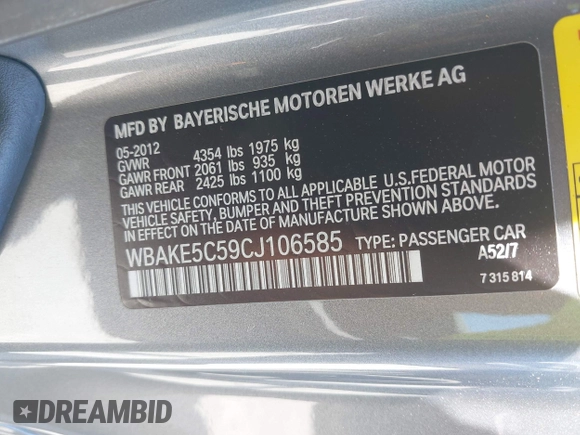 MFD BY BAYERISCHE MOTOREN WERKE AG
05-2012
GVWR 4354 lbs 1975 kg
GAWR FRONT 2061 lbs 935 kg
GAWR REAR 2425 lbs 1100 kg
THIS VEHICLE CONFORMS TO ALL APPLICABLE U.S.FEDERAL MOTOR
VEHICLE SAFETY, BUMPER AND THEFT PREVENTION STANDARDS
IN EFFECT ON THE DATE OF MANUFACTURE SHOWN ABOVE.
WBAKE5C59CJ106585 TYPE: PASSENGER CAR
A52/7
7 315 814
DREAMBID